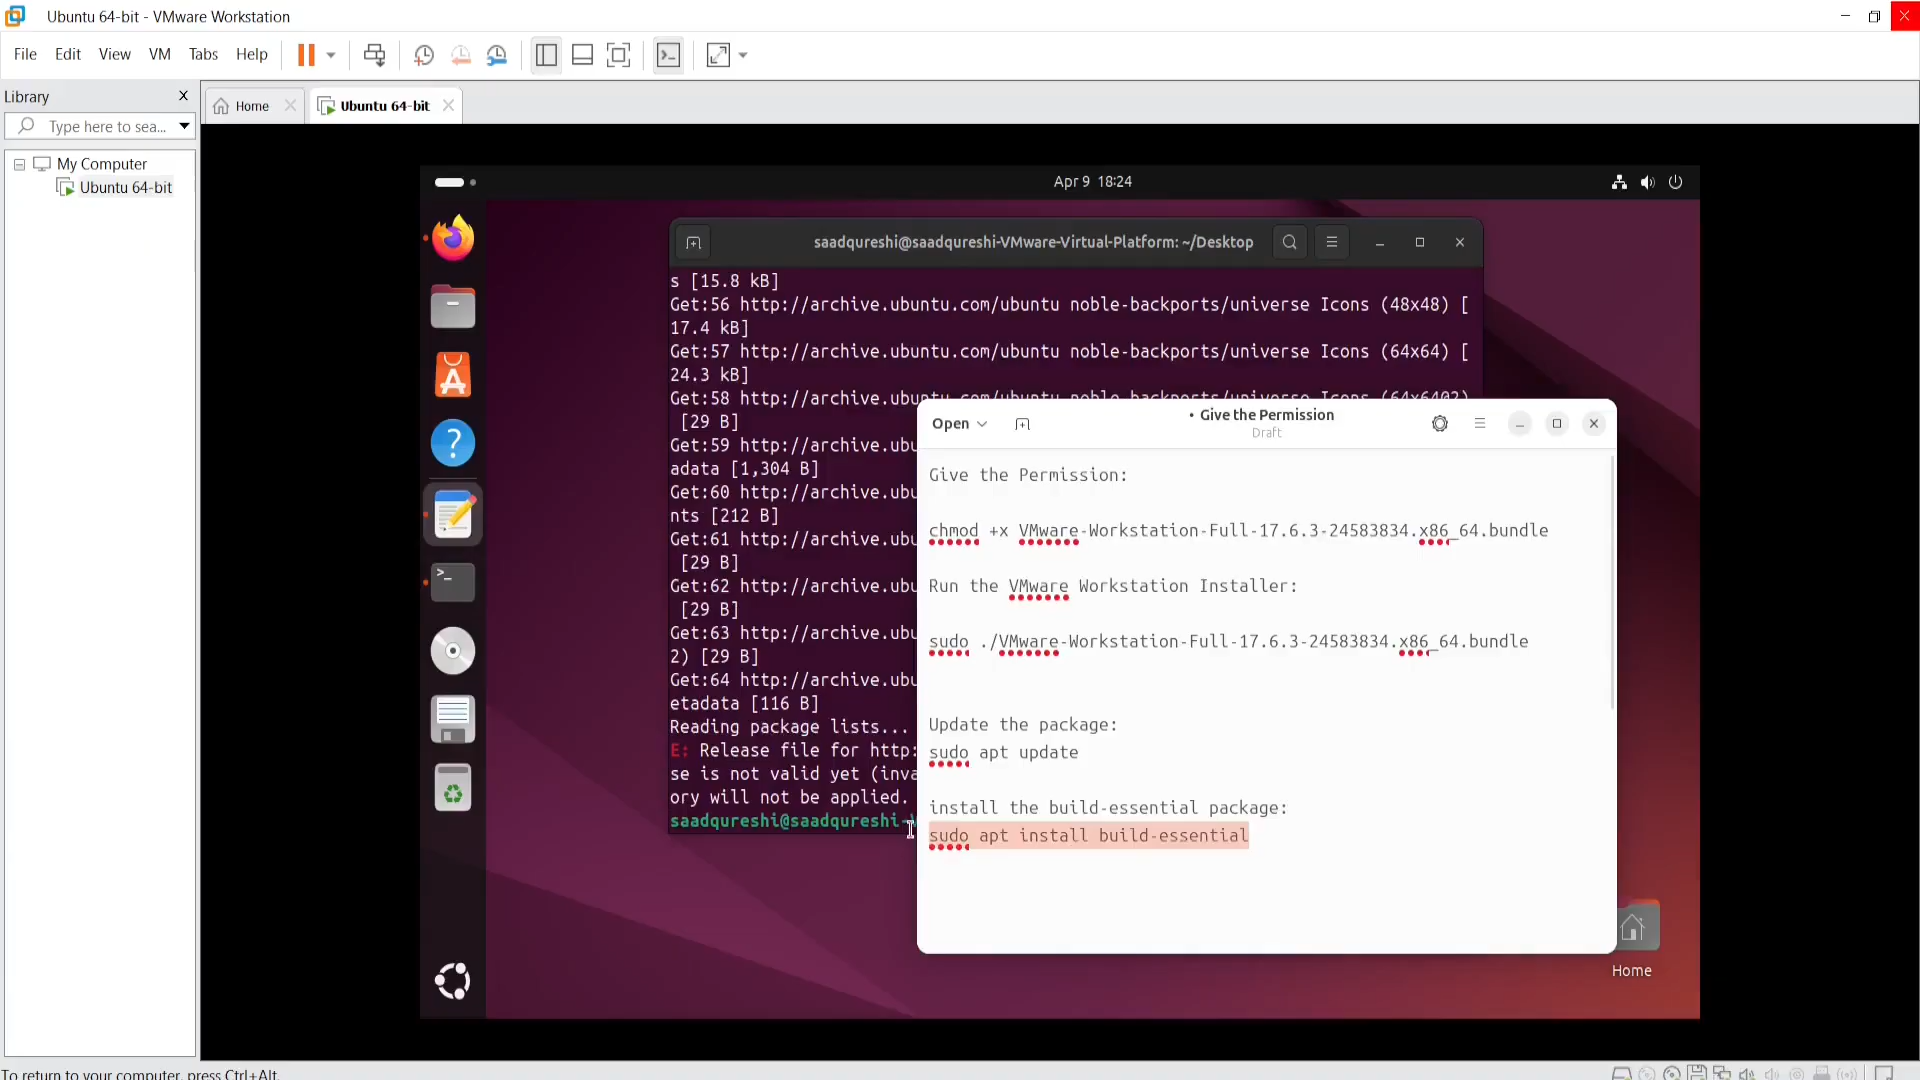 Ubuntu 64-bit - VMware Workstation
File Edit View VM Tabs Help
Library
Home
Ubuntu 64-bit
Type here to sea...
My Computer
Ubuntu 64-bit
Apr 9 18:24
saadqureshi@saadqureshi-VMware-Virtual-Platform: ~/Desktop
s [15.8 kB]
Get:56 http://archive.ubuntu.com/ubuntu noble-backports/universe Icons (48x48) [
17.4 kB]
Get:57 http://archive.ubuntu.com/ubuntu noble-backports/universe Icons (64x64) [
24.3 kB]
Get:58 http://archive.ubuntu.com/ubuntu noble-backports/universe Icons (64x64@2)
[29 B]
Get:59 http://archive.ubu
adata [1,304 B]
Get:60 http://archive.ubu
nts [212 B]
Get:61 http://archive.ubu
[29 B]
Get:62 http://archive.ubu
[29 B]
Get:63 http://archive.ubu
2) [29 B]
Get:64 http://archive.ubu
etadata [116 B]
Reading package lists...
E: Release file for http:
se is not valid yet (inva
ory will not be applied.
saadqureshi@saadqureshi-V
Open
• Give the Permission
Draft
Give the Permission:
chmod +x VMware-Workstation-Full-17.6.3-24583834.x86_64.bundle
Run the VMware Workstation Installer:
sudo ./VMware-Workstation-Full-17.6.3-24583834.x86_64.bundle
Update the package:
sudo apt update
install the build-essential package:
sudo apt install build-essential
Home
To return to your computer, press Ctrl+Alt.